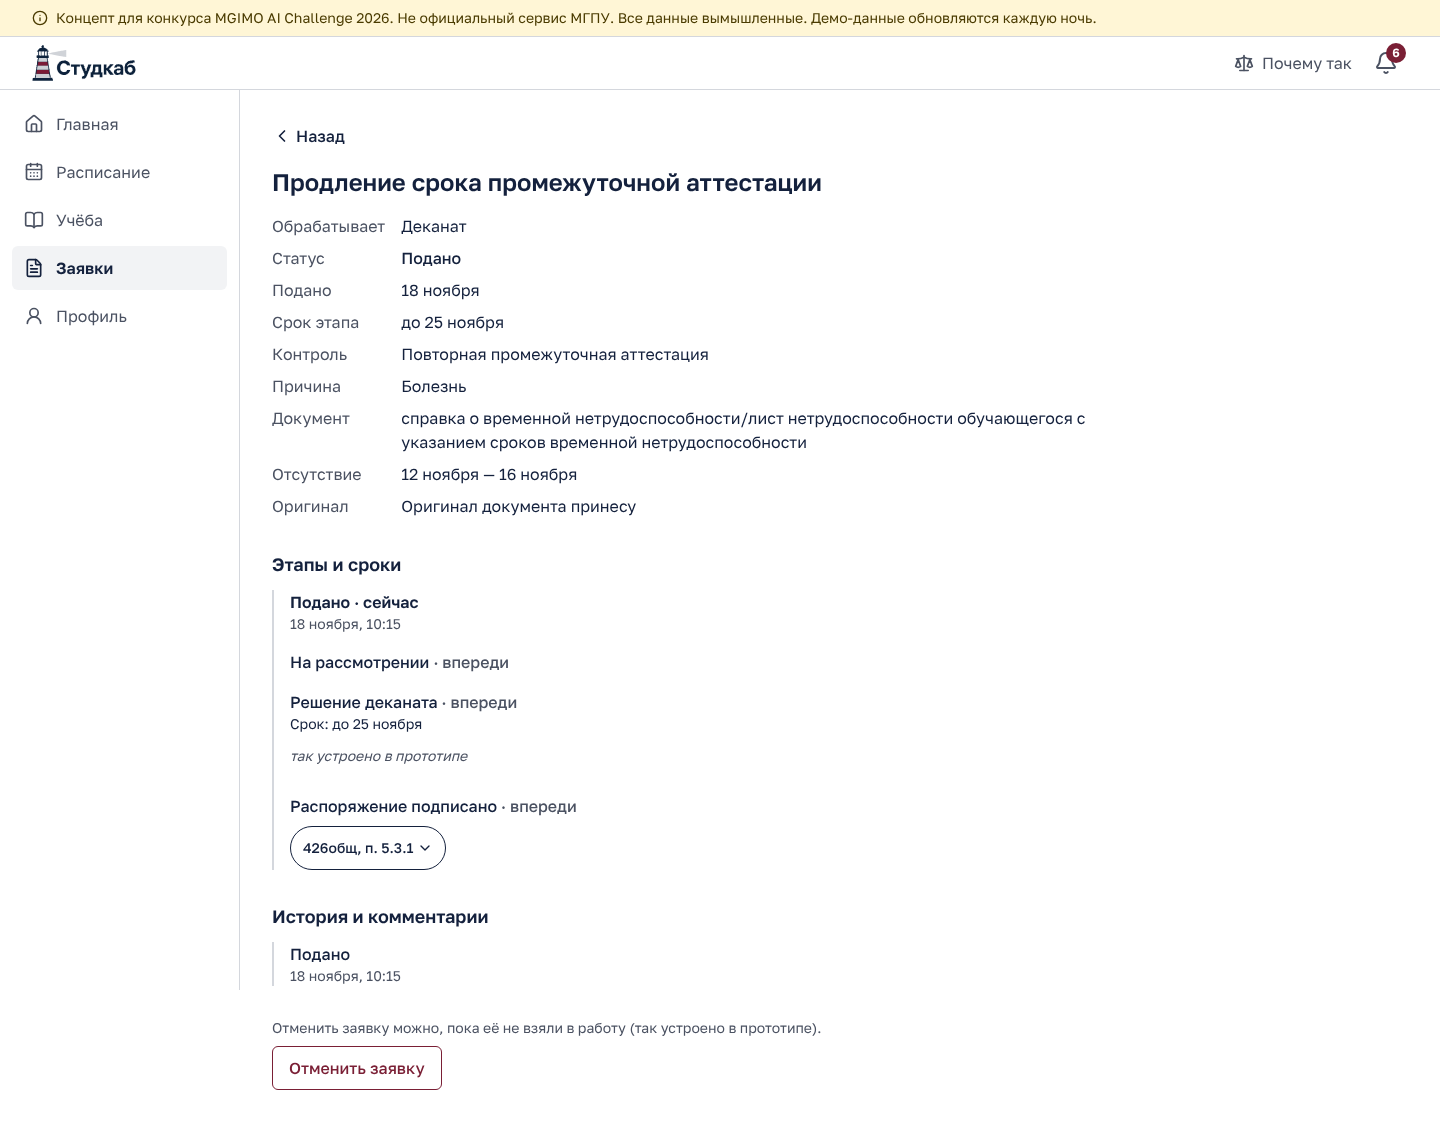 Концепт для конкурса MGIMO AI Challenge 2026. Не официальный сервис МГПУ. Все данные вымышленные. Демо-данные обновляются каждую ночь.
Студкаб
Почему так
6
Главная
Расписание
Учёба
Заявки
Профиль
Назад
Продление срока промежуточной аттестации
Обрабатывает Деканат
Статус Подано
Подано 18 ноября
Срок этапа до 25 ноября
Контроль Повторная промежуточная аттестация
Причина Болезнь
Документ справка о временной нетрудоспособности/лист нетрудоспособности обучающегося с
указанием сроков временной нетрудоспособности
Отсутствие 12 ноября — 16 ноября
Оригинал Оригинал документа принесу
Этапы и сроки
Подано · сейчас
18 ноября, 10:15
На рассмотрении · впереди
Решение деканата · впереди
Срок: до 25 ноября
так устроено в прототипе
Распоряжение подписано · впереди
426общ, п. 5.3.1
История и комментарии
Подано
18 ноября, 10:15
Отменить заявку можно, пока её не взяли в работу (так устроено в прототипе).
Отменить заявку